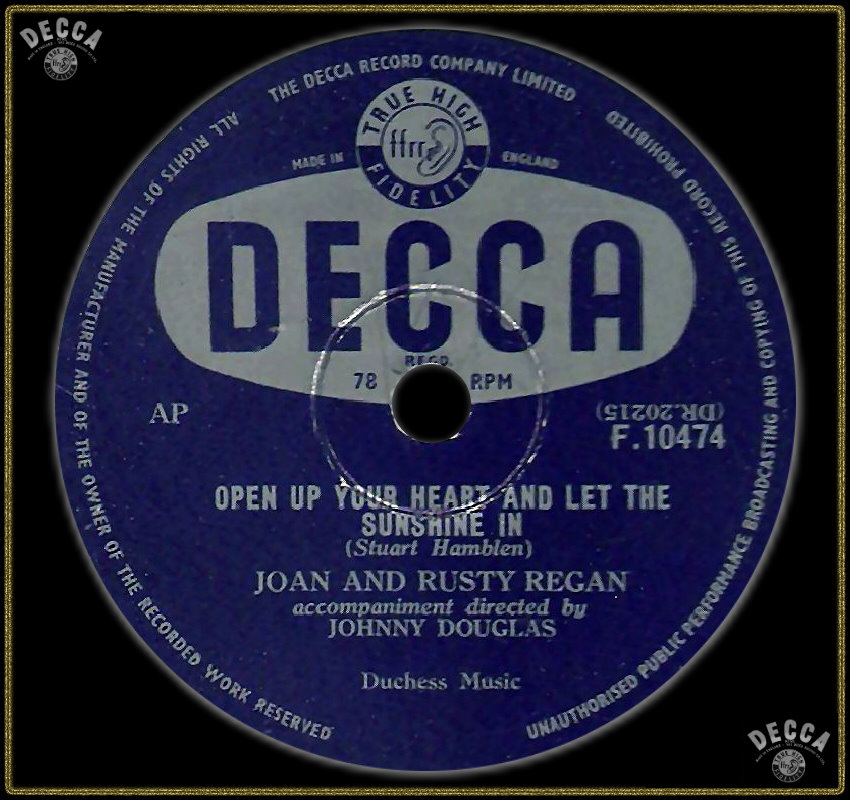 DECCA
THE DECCA RECORD COMPANY LIMITED
ALL RIGHTS OF THE MANUFACTURER AND OF THE OWNER OF THE RECORDED WORK RESERVED
UNAUTHORISED PUBLIC PERFORMANCE BROADCASTING AND COPYING OF THIS RECORD PROHIBITED
TRUE HIGH
ffrr
FIDELITY
MADE IN ENGLAND
DECCA
REGD.
78 RPM
AP
(DR.20215)
F.10474
OPEN UP YOUR HEART AND LET THE
SUNSHINE IN
(Stuart Hamblen)
JOAN AND RUSTY REGAN
accompaniment directed by
JOHNNY DOUGLAS
Duchess Music
DECCA